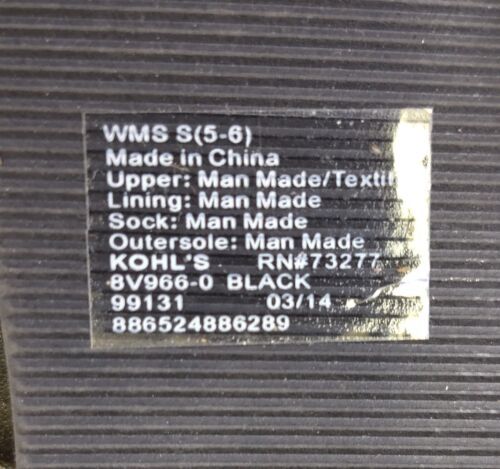 WMS S(5-6)
Made in China
Upper: Man Made/Textil
Lining: Man Made
Sock: Man Made
Outersole: Man Made
KOHL'S RN#73277
8V966-0 BLACK
99131 03/14
886524886289